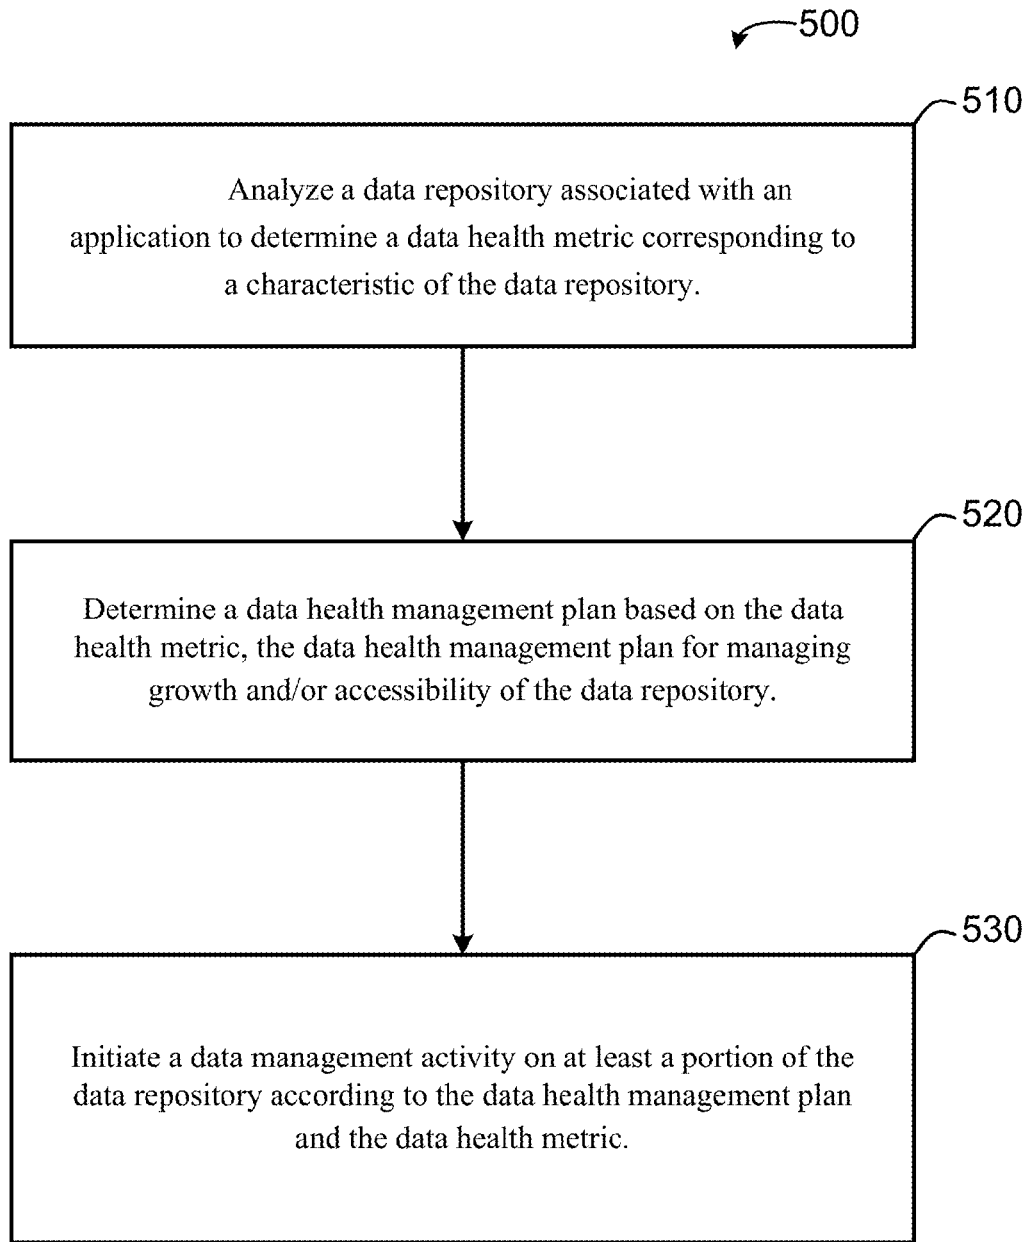 500
510
Analyze a data repository associated with an
application to determine a data health metric corresponding to
a characteristic of the data repository.
520
Determine a data health management plan based on the data
health metric, the data health management plan for managing
growth and/or accessibility of the data repository.
530
Initiate a data management activity on at least a portion of the
data repository according to the data health management plan
and the data health metric.